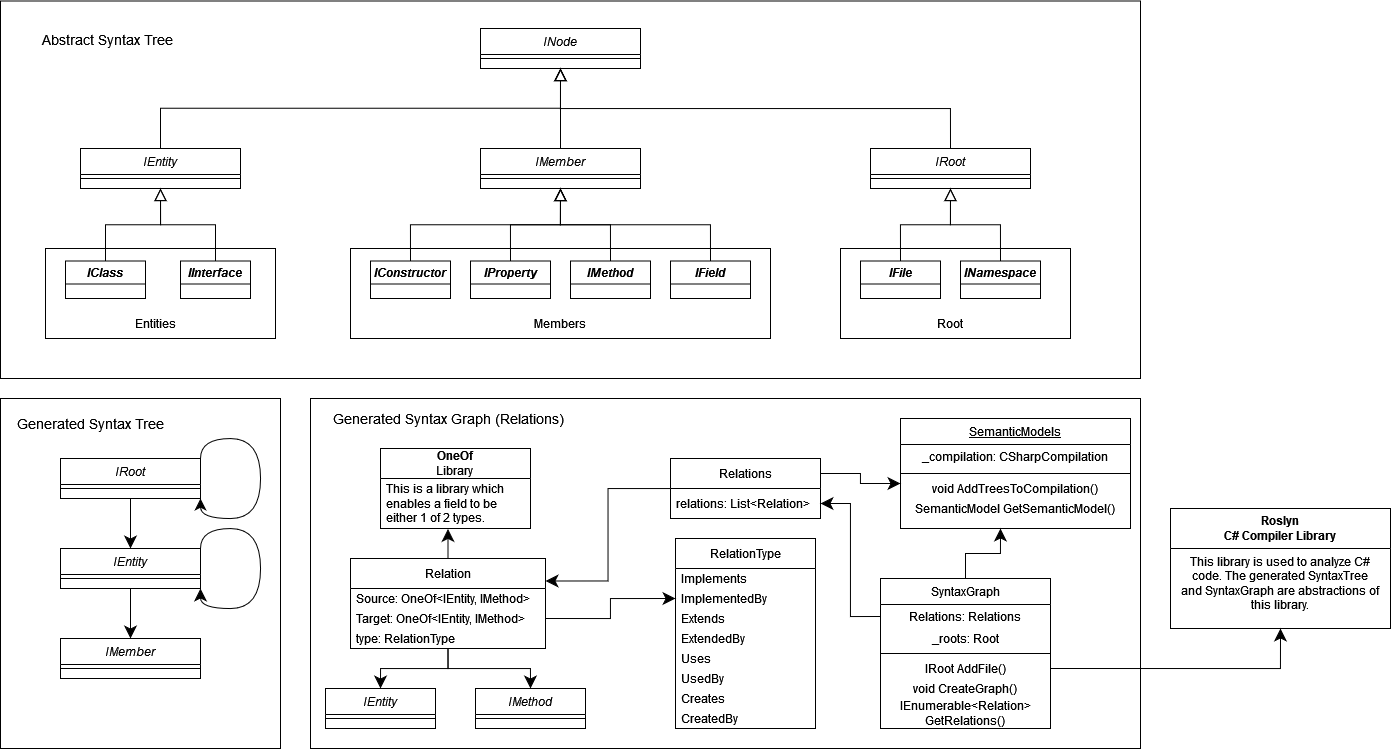 Abstract Syntax Tree
INode
IEntity
IMember
IRoot
IClass
IInterface
Entities
IConstructor
IProperty
IMethod
IField
Members
IFile
INamespace
Root
Generated Syntax Tree
IRoot
IEntity
IMember
Generated Syntax Graph (Relations)
OneOf
Library
This is a library which
enables a field to be
either 1 of 2 types.
Relation
Source: OneOf<IEntity, IMethod>
Target: OneOf<IEntity, IMethod>
type: RelationType
IEntity
IMethod
Relations
relations: List<Relation>
RelationType
Implements
ImplementedBy
Extends
ExtendedBy
Uses
UsedBy
Creates
CreatedBy
SemanticModels
_compilation: CSharpCompilation
void AddTreesToCompilation()
SemanticModel GetSemanticModel()
SyntaxGraph
Relations: Relations
_roots: Root
IRoot AddFile()
void CreateGraph()
IEnumerable<Relation>
GetRelations()
Roslyn
C# Compiler Library
This library is used to analyze C#
code. The generated SyntaxTree
and SyntaxGraph are abstractions of
this library.